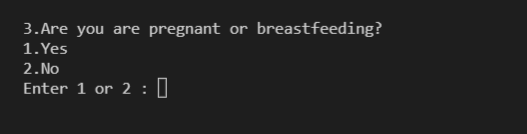 3.Are you are pregnant or breastfeeding?
1.Yes
2.No
Enter 1 or 2 :